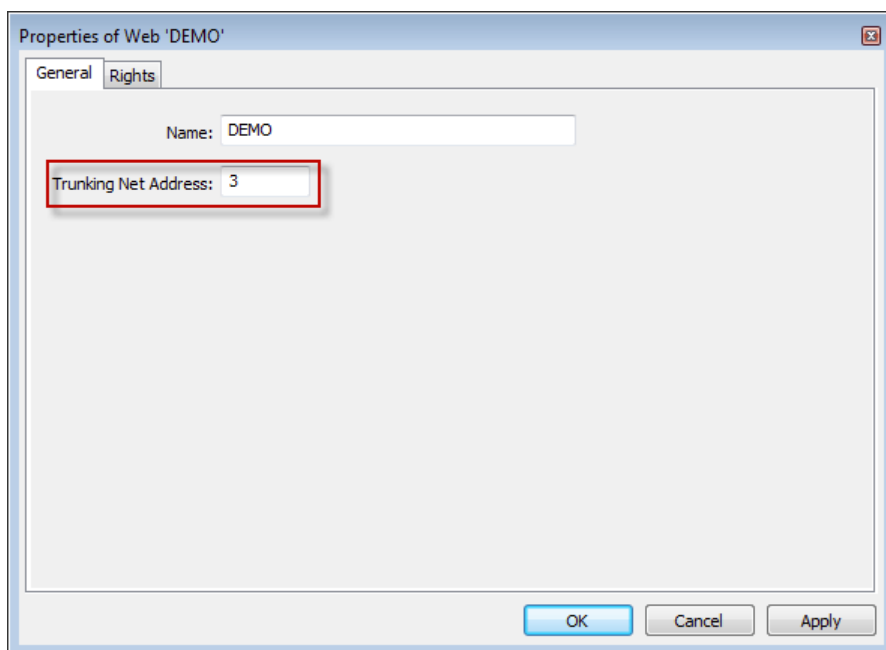 Properties of Web 'DEMO'
General Rights
Name: DEMO
Trunking Net Address: 3
OK Cancel Apply